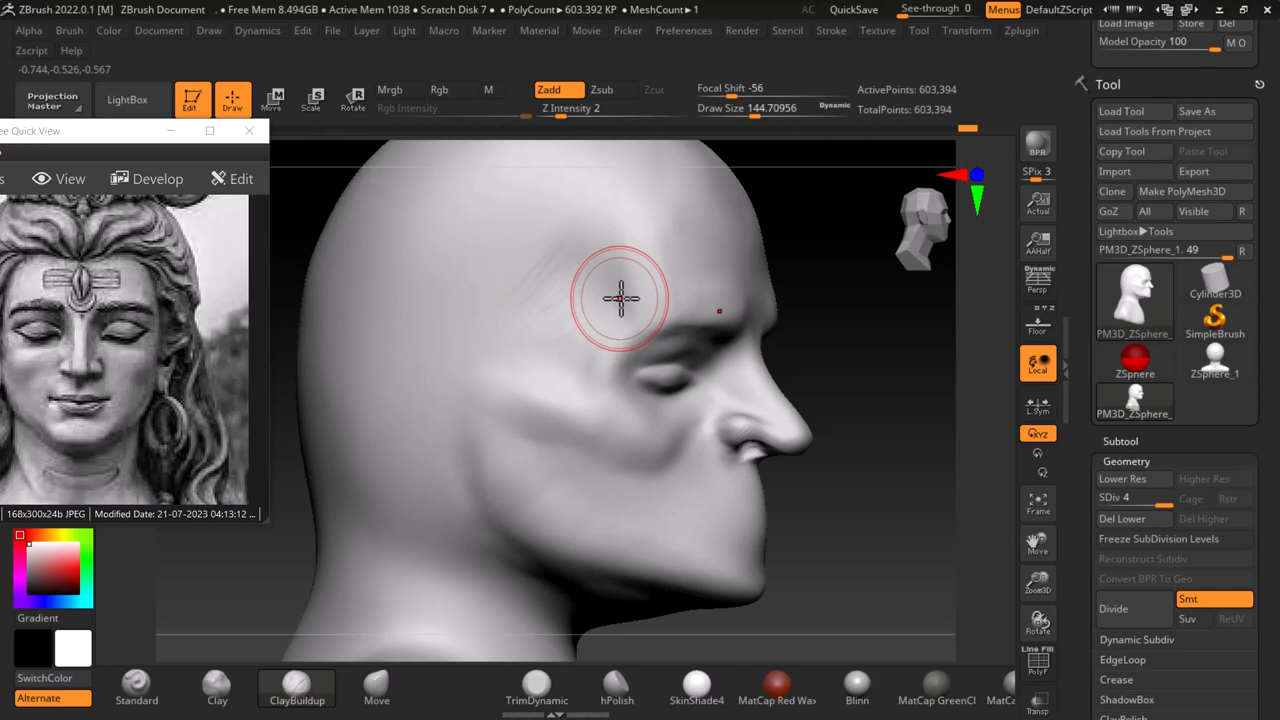 ZBrush 2022.0.1 [M] ZBrush Document . • Free Mem 8.494GB • Active Mem 1038 • Scratch Disk 7 • PolyCount▸603.392 KP • MeshCount▸1 AC QuickSave See-through 0 Menus DefaultZScript
Alpha Brush Color Document Draw Dynamics Edit File Layer Light Macro Material Movie Picker Preferences Render Stencil Stroke Texture Tool Transform Zplugin
Zscript Help
-0.744,-0.526,-0.567
Projection Master LightBox Edit Draw Move Scale Rotate
Mrgb Rgb M Zadd Zsub Zcut Focal Shift -56 ActivePoints: 603,394
Rgb Intensity Z Intensity 2 Draw Size 144.70956 Dynamic TotalPoints: 603,394
ee Quick View
s View Develop Edit
168x300x24b JPEG Modified Date: 21-07-2023 04:13:12 ...
Gradient
SwitchColor
Alternate
Standard Clay ClayBuildup Move TrimDynamic hPolish SkinShade4 MatCap Red Wax Blinn MatCap GreenCl MatCa
BPR
SPix 3
Actual
AAHalf
Dynamic
Persp
X Y Z
Floor
Local
L.Sym
XYZ
Y
Z
Frame
Move
Zoom3D
Rotate
Line Fill
PolyF
Transp
Load Image Store Del
Model Opacity 100 M O
Tool
Load Tool Save As
Load Tools From Project
Copy Tool Paste Tool
Import Export
Clone Make PolyMesh3D
GoZ All Visible R
Lightbox▸Tools
PM3D_ZSphere_1. 49 R
PM3D_ZSphere_ Cylinder3D
SimpleBrush
ZSphere ZSphere_1
PM3D_ZSphere_
Subtool
Geometry
Lower Res Higher Res
SDiv 4 Cage Rstr
Del Lower Del Higher
Freeze SubDivision Levels
Reconstruct Subdiv
Convert BPR To Geo
Divide Smt
Suv ReUV
Dynamic Subdiv
EdgeLoop
Crease
ShadowBox